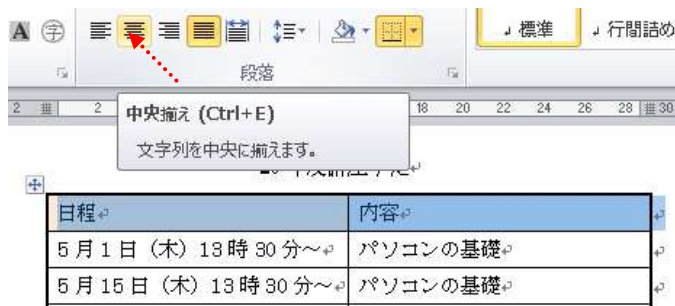 A 字
標準 行間詰め
段落
2 2 18 20 22 24 26 28 30
中央揃え (Ctrl+E)
文字列を中央に揃えます。
日程 内容
5月1日（木）13時30分～ パソコンの基礎
5月15日（木）13時30分～ パソコンの基礎